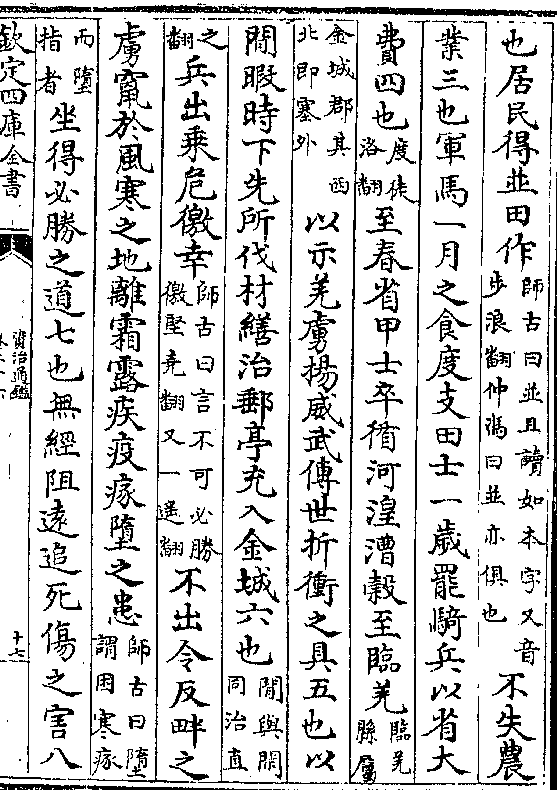 也居民得並田作師古曰並且讀如本字又音步浪翻仲馮曰並亦俱也不失農
業三也軍馬一月之食度支田士一歲罷騎兵以省大
費四也度徒洛翻至春省甲士卒循河湟漕穀至臨羌臨羌縣屬
金城郡其西北即塞外以示羌虜揚威武傳世折衝之具五也以
閒暇時下先所伐材繕治郵亭充入金城六也閒與閑同治直
之翻兵出乘危徼幸師古曰言不可必勝徼堅堯翻又一遥翻不出令反畔之
虜竄於風寒之地離霜露疾疫瘃墮之患師古曰墮謂困寒瘃
而墮指者坐得必勝之道七也無經阻遠追死傷之害八
欽定四庫全書
資治通鑑
十七